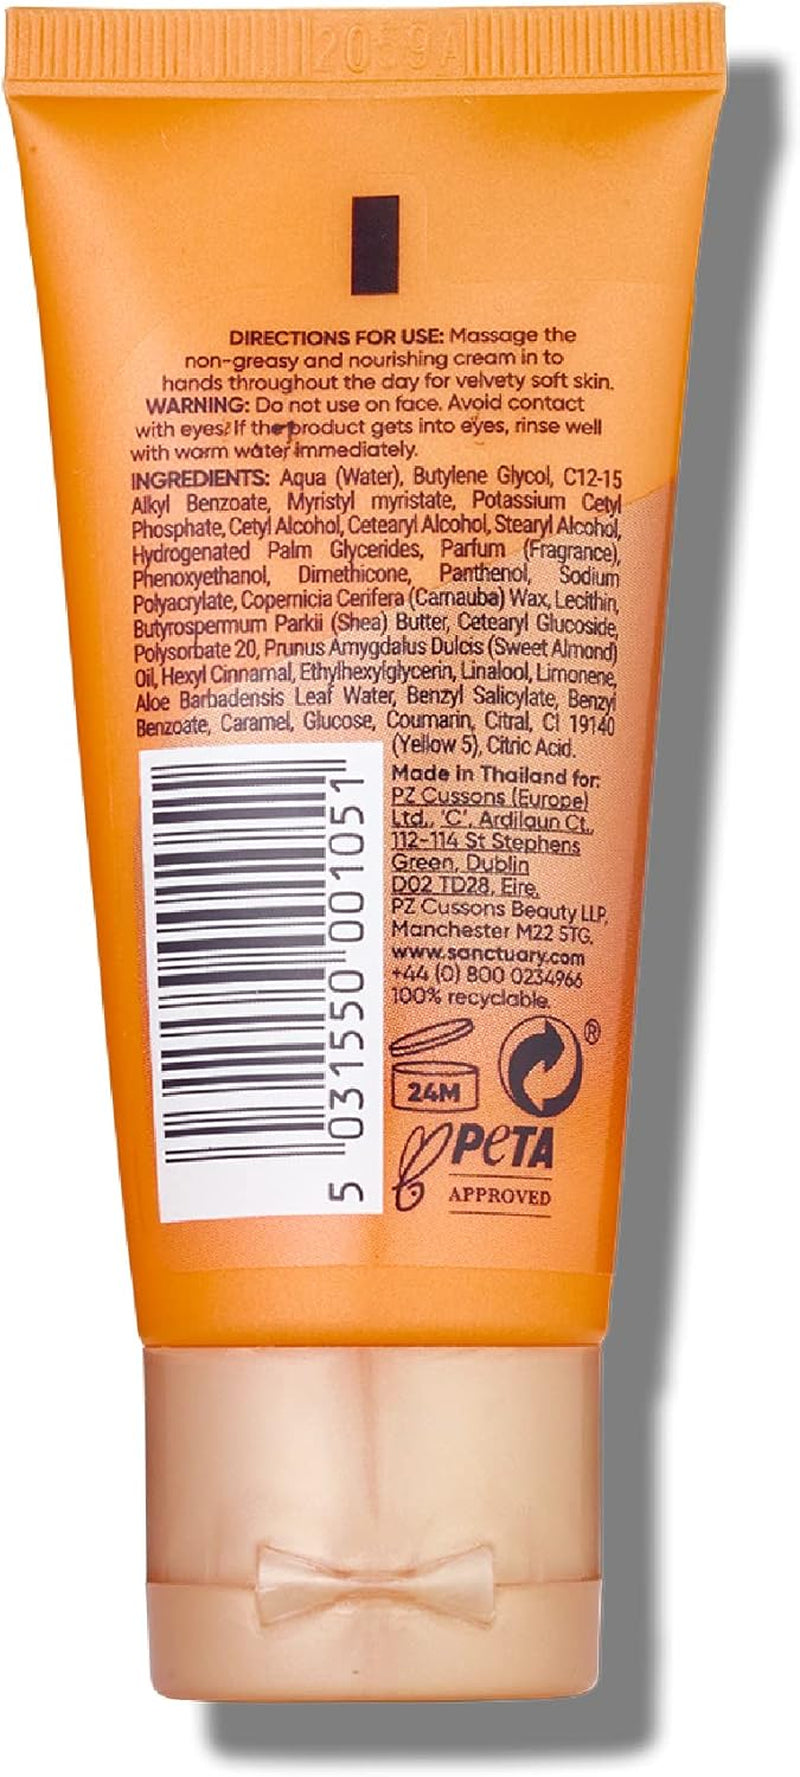 2059A
DIRECTIONS FOR USE: Massage the
non-greasy and nourishing cream in to
hands throughout the day for velvety soft skin.
WARNING: Do not use on face. Avoid contact
with eyes. If the product gets into eyes, rinse well
with warm water immediately.
INGREDIENTS: Aqua (Water), Butylene Glycol, C12-15
Alkyl Benzoate, Myristyl myristate, Potassium Cetyl
Phosphate, Cetyl Alcohol, Cetearyl Alcohol, Stearyl Alcohol,
Hydrogenated Palm Glycerides, Parfum (Fragrance),
Phenoxyethanol, Dimethicone, Panthenol, Sodium
Polyacrylate, Copernicia Cerifera (Carnauba) Wax, Lecithin,
Butyrospermum Parkii (Shea) Butter, Cetearyl Glucoside,
Polysorbate 20, Prunus Amygdalus Dulcis (Sweet Almond)
Oil, Hexyl Cinnamal, Ethylhexylglycerin, Linalool, Limonene,
Aloe Barbadensis Leaf Water, Benzyl Salicylate, Benzyl
Benzoate, Caramel, Glucose, Coumarin, Citral, CI 19140
(Yellow 5), Citric Acid.
Made in Thailand for:
PZ Cussons (Europe)
Ltd., 'C', Ardilaun Ct.,
112-114 St Stephens
Green, Dublin
D02 TD28, Eire.
PZ Cussons Beauty LLP,
Manchester M22 5TG.
www.sanctuary.com
+44 (0) 800 0234966
100% recyclable.
5 031550 001051
24M
®
PETA
APPROVED